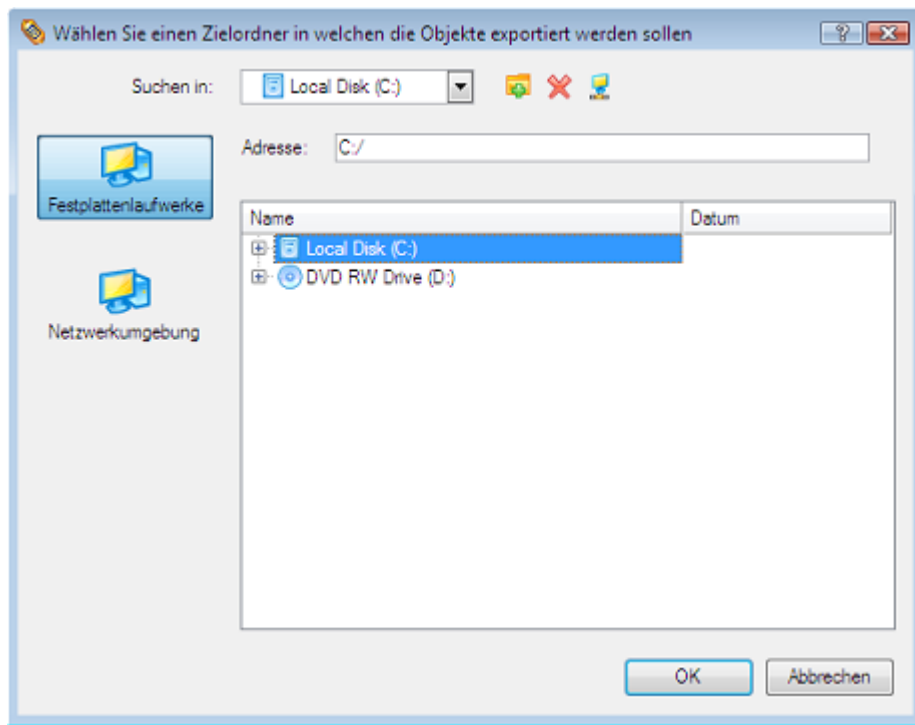 Wählen Sie einen Zielordner in welchen die Objekte exportiert werden sollen
Suchen in: Local Disk (C:)
Adresse: C:/
Festplattenlaufwerke
Netzwerkumgebung
Name Datum
Local Disk (C:)
DVD RW Drive (D:)
OK Abbrechen